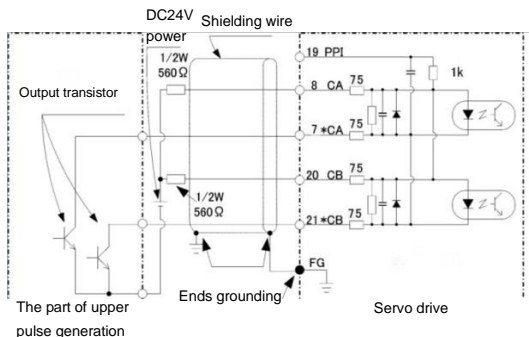 DC24V
power
Shielding wire
1/2W
560Ω
Output transistor
19 PPI
1k
8 CA 75
7 *CA 75
20 CB 75
1/2W
560Ω
21 *CB 75
FG
Ends grounding
The part of upper
pulse generation
Servo drive